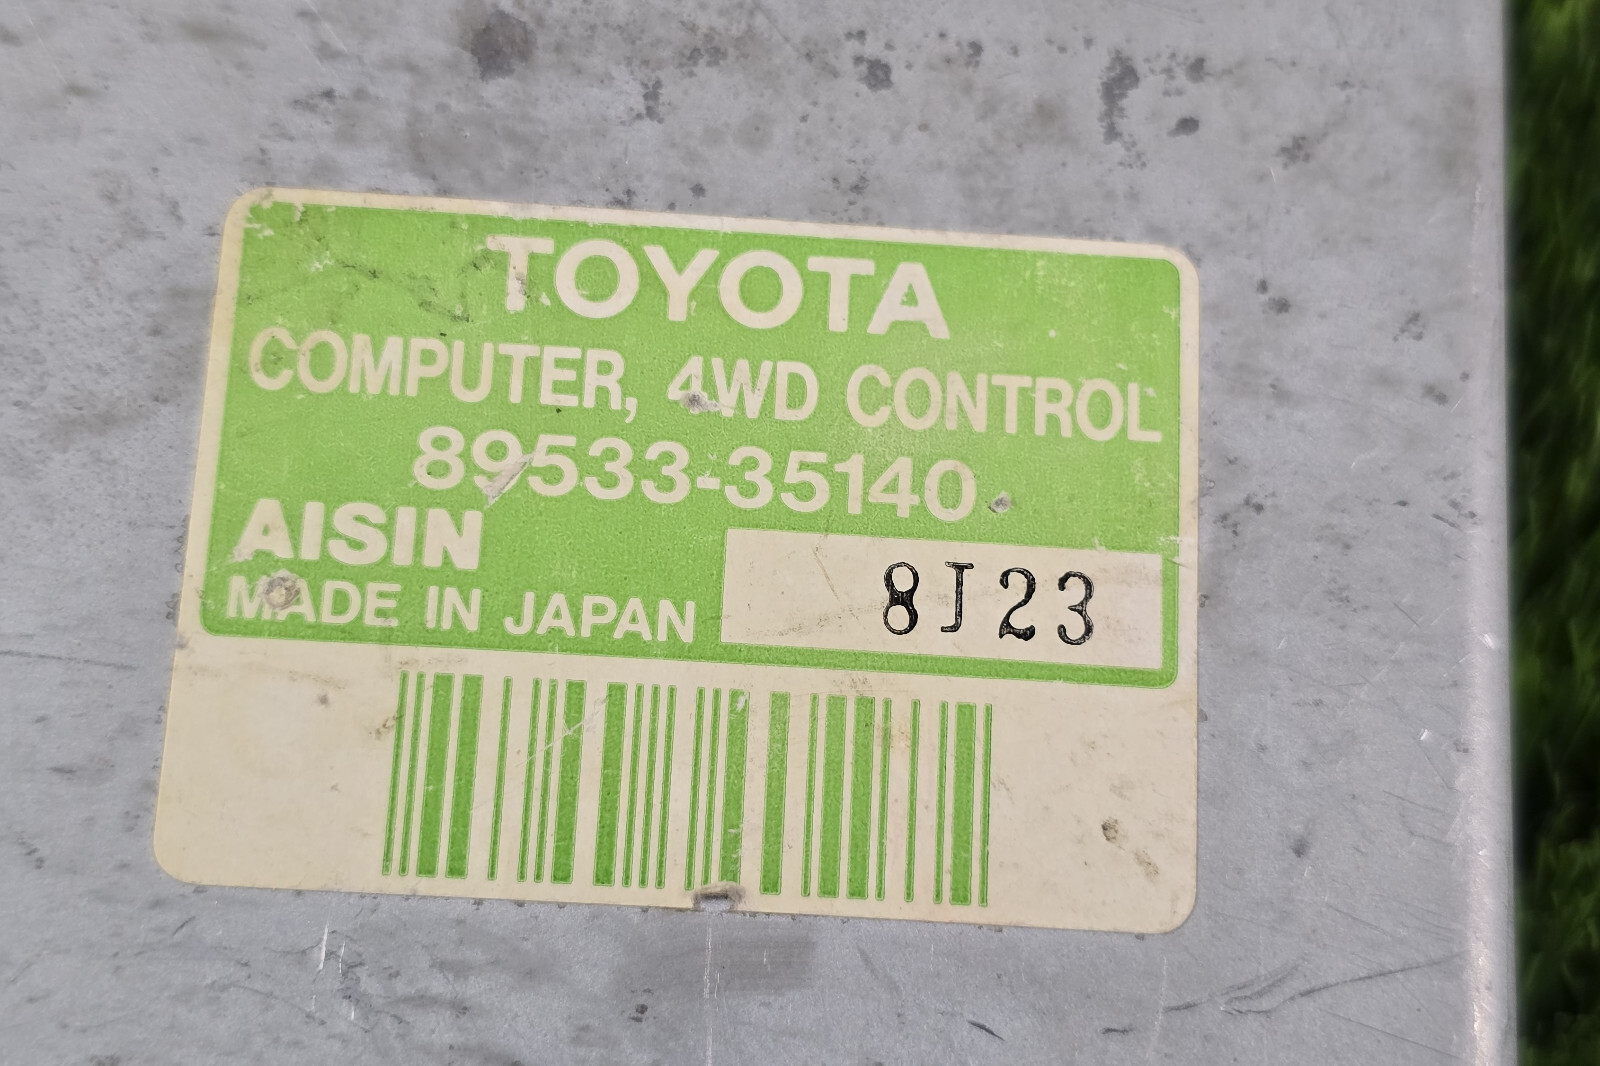 TOYOTA
COMPUTER, 4WD CONTROL
89533-35140
AISIN
MADE IN JAPAN
8J23